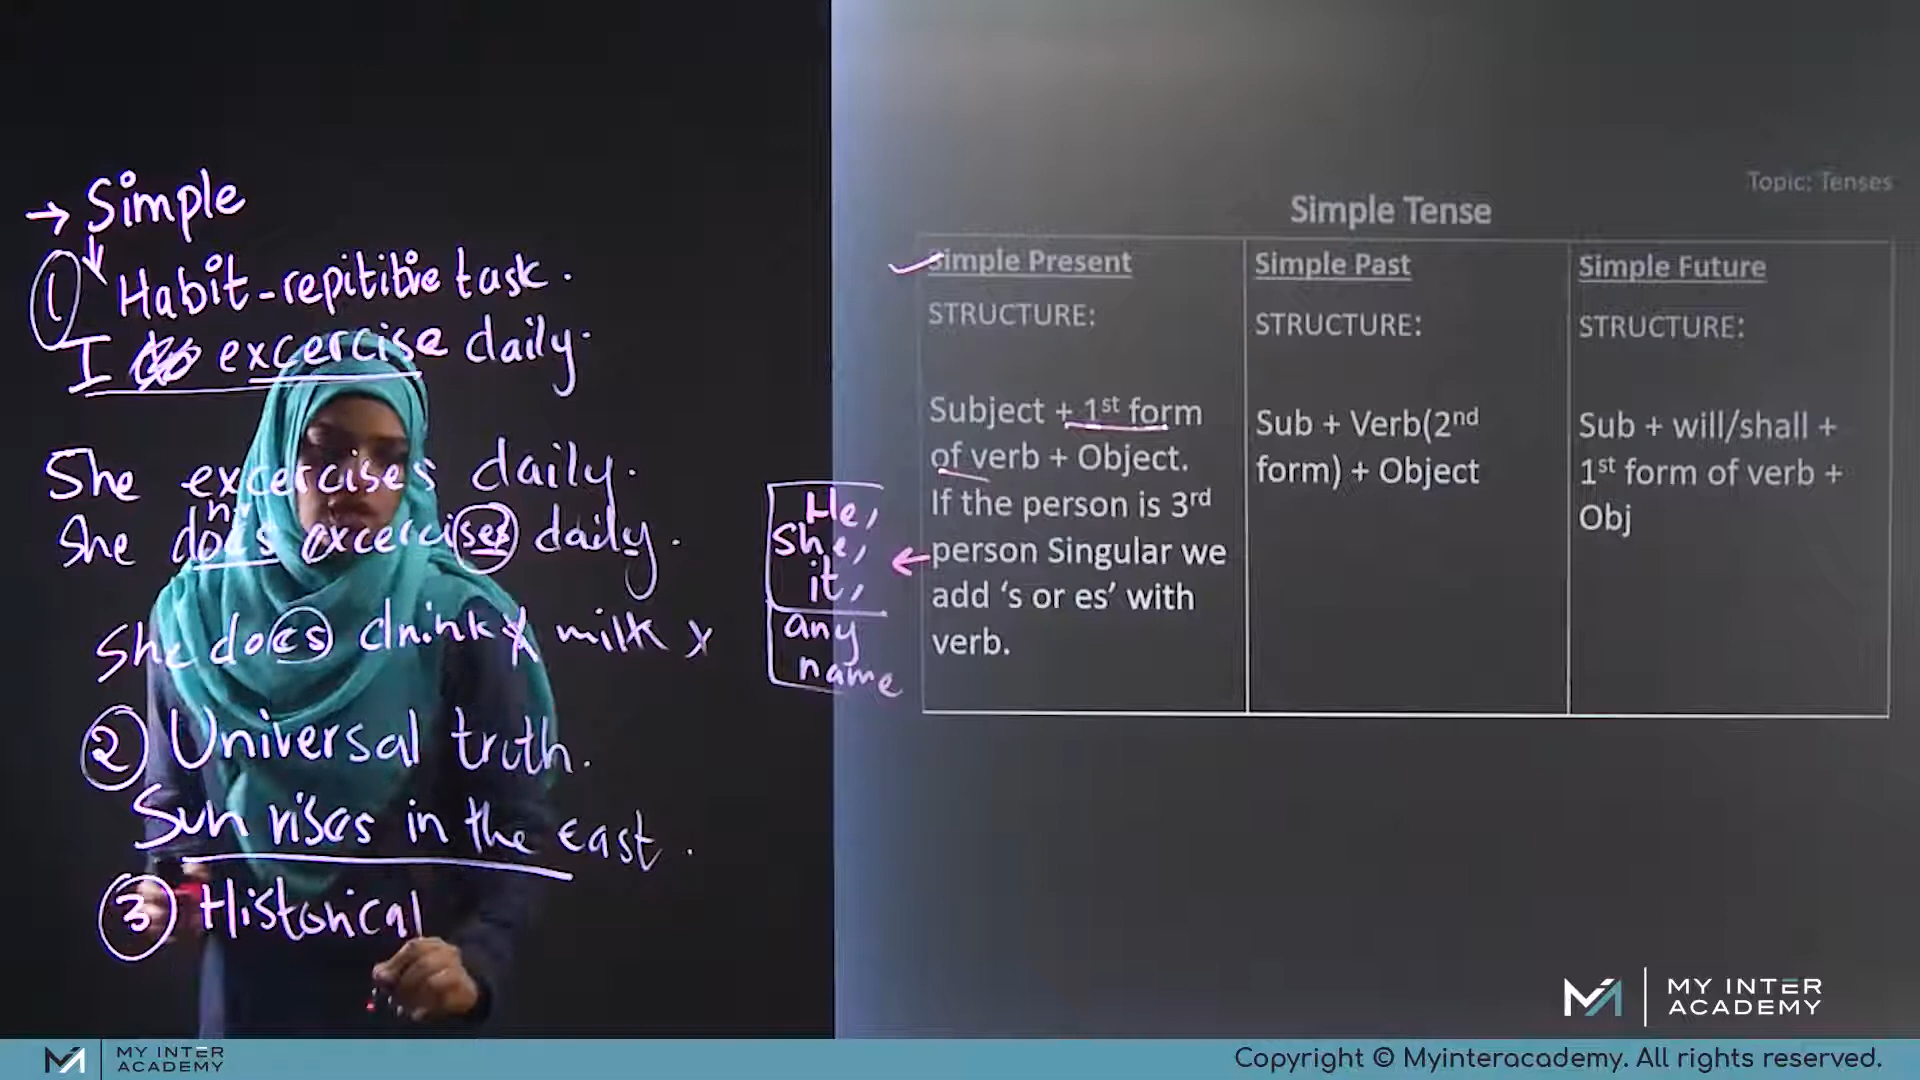 → Simple
① Habit-repititive task.
I excercise daily.
She excercises daily.
She does excercises daily.
She does drink milk x
② Universal truth.
Sun rises in the east.
③ Historical
He,
She,
it,
any
name
Topic: Tenses
Simple Tense
Simple Present
STRUCTURE:
Subject + 1st form
of verb + Object.
If the person is 3rd
person Singular we
add ‘s or es’ with
verb.
Simple Past
STRUCTURE:
Sub + Verb(2nd
form) + Object
Simple Future
STRUCTURE:
Sub + will/shall +
1st form of verb +
Obj
MY INTER
ACADEMY
MY INTER
ACADEMY
Copyright © Myinteracademy. All rights reserved.